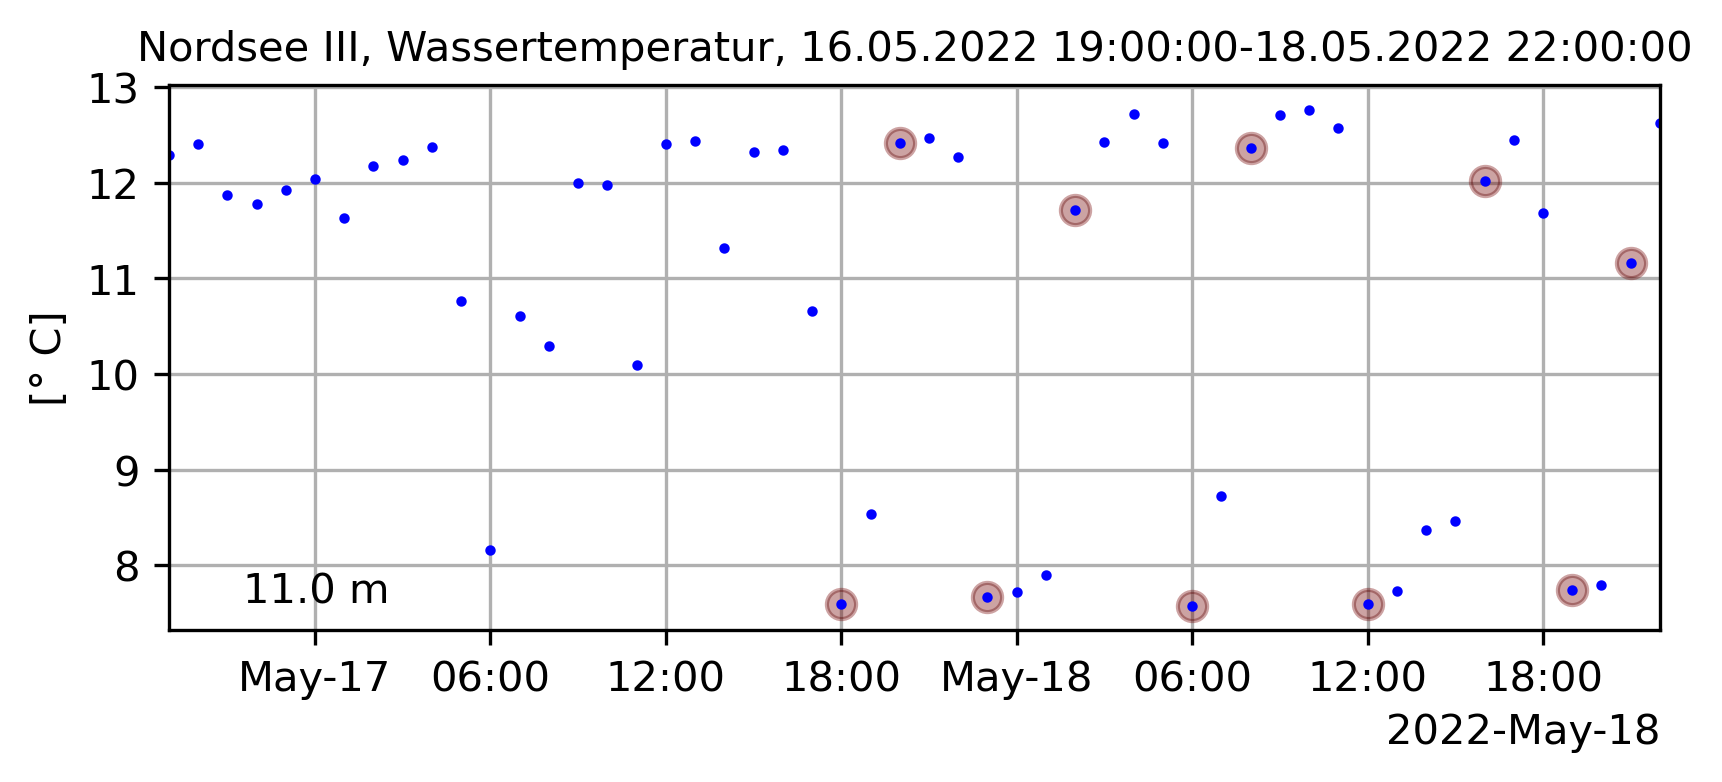 Nordsee III, Wassertemperatur, 16.05.2022 19:00:00-18.05.2022 22:00:00
13
12
11
10
9
8
[° C]
11.0 m
May-17 06:00 12:00 18:00 May-18 06:00 12:00 18:00
2022-May-18